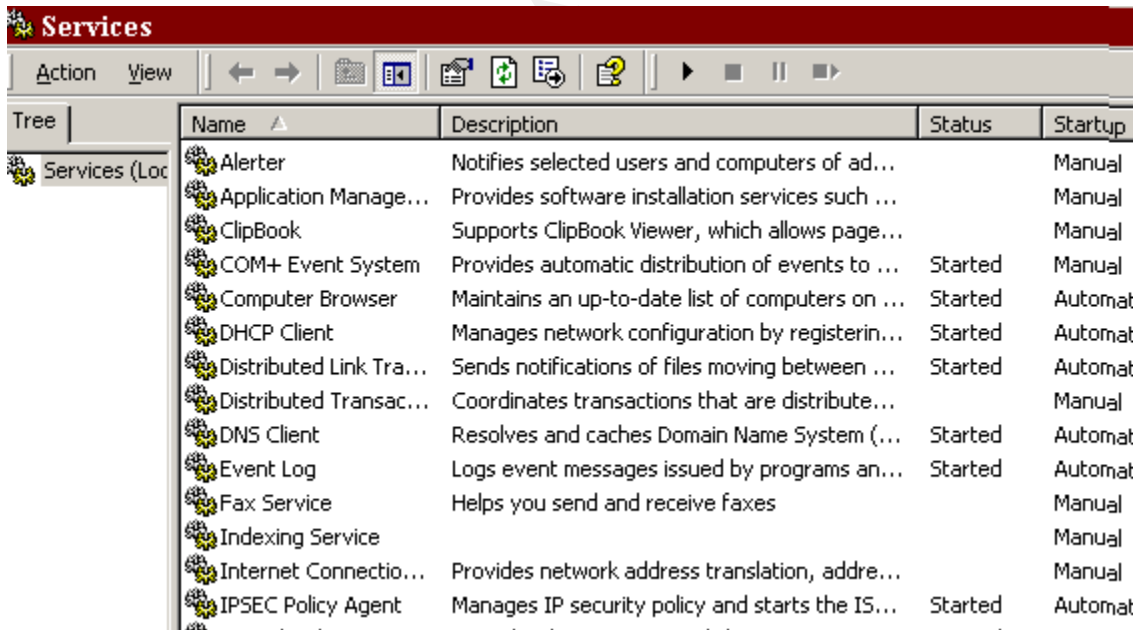 Services
Action View
Tree Name Description Status Startup
Services (Loc Alerter Notifies selected users and computers of ad... Manual
Application Manage... Provides software installation services such ... Manual
ClipBook Supports ClipBook Viewer, which allows page... Manual
COM+ Event System Provides automatic distribution of events to ... Started Manual
Computer Browser Maintains an up-to-date list of computers on ... Started Automat
DHCP Client Manages network configuration by registerin... Started Automat
Distributed Link Tra... Sends notifications of files moving between ... Started Automat
Distributed Transac... Coordinates transactions that are distribute... Manual
DNS Client Resolves and caches Domain Name System (... Started Automat
Event Log Logs event messages issued by programs an... Started Automat
Fax Service Helps you send and receive faxes Manual
Indexing Service Manual
Internet Connectio... Provides network address translation, addre... Manual
IPSEC Policy Agent Manages IP security policy and starts the IS... Started Automat